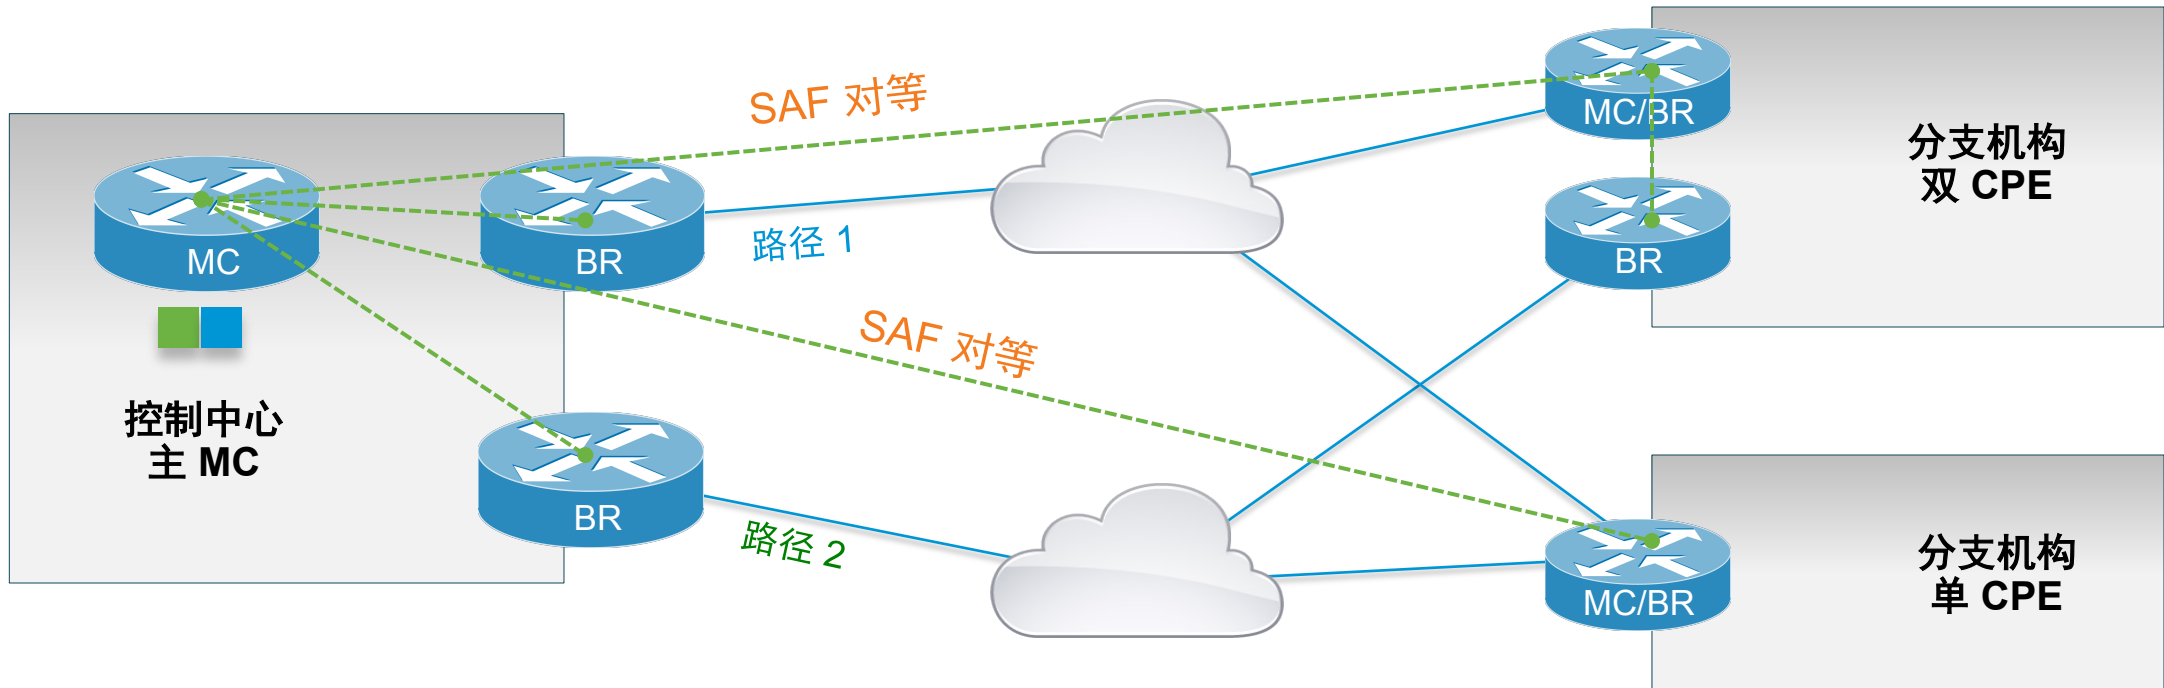 SAF 对等
MC/BR
分支机构
双 CPE
MC
BR
路径 1
BR
SAF 对等
控制中心
主 MC
BR
路径 2
分支机构
单 CPE
MC/BR